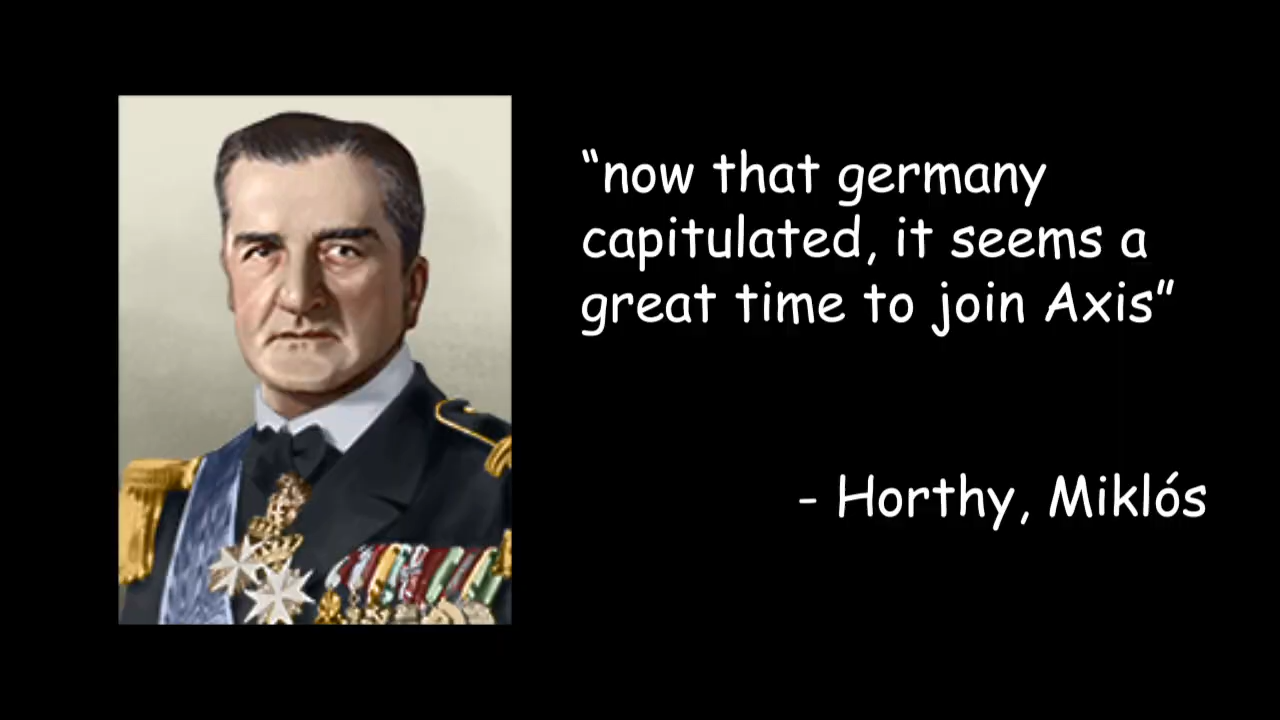 “now that germany
capitulated, it seems a
great time to join Axis”
- Horthy, Miklós